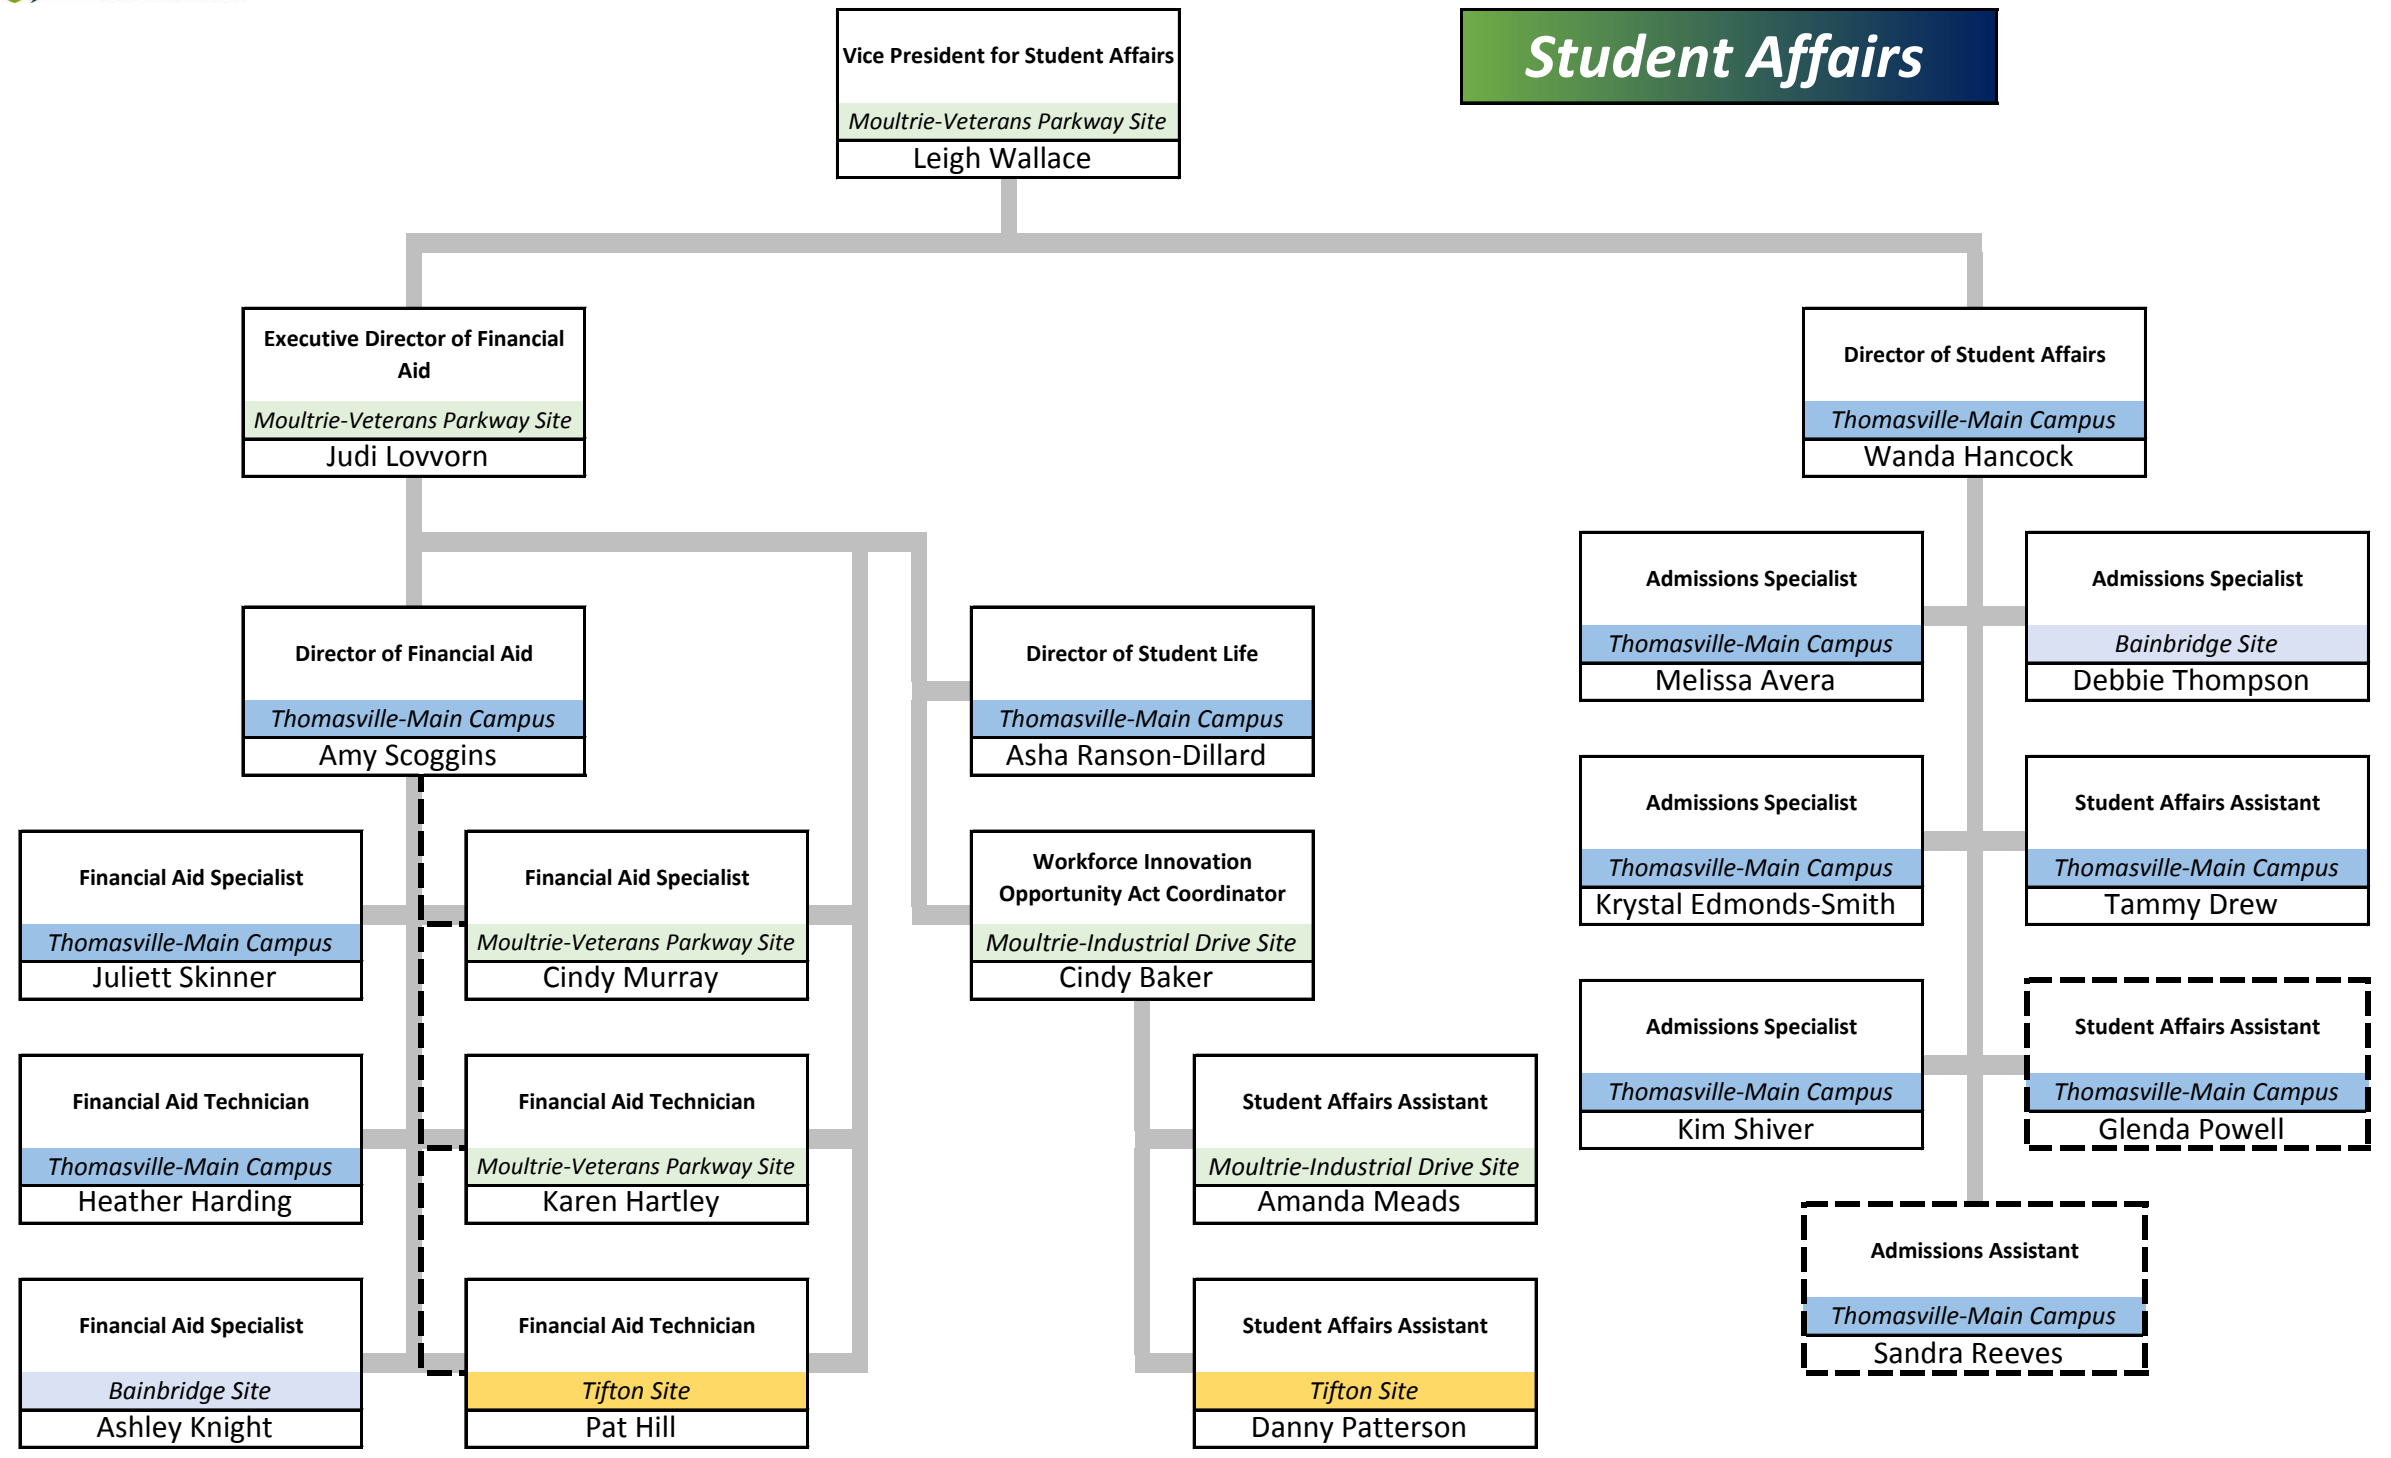 Student Affairs
Vice President for Student Affairs
Moultrie-Veterans Parkway Site
Leigh Wallace
Executive Director of Financial
Aid
Moultrie-Veterans Parkway Site
Judi Lovvorn
Director of Student Affairs
Thomasville-Main Campus
Wanda Hancock
Director of Financial Aid
Thomasville-Main Campus
Amy Scoggins
Director of Student Life
Thomasville-Main Campus
Asha Ranson-Dillard
Admissions Specialist
Thomasville-Main Campus
Melissa Avera
Admissions Specialist
Bainbridge Site
Debbie Thompson
Financial Aid Specialist
Thomasville-Main Campus
Juliett Skinner
Financial Aid Specialist
Moultrie-Veterans Parkway Site
Cindy Murray
Workforce Innovation
Opportunity Act Coordinator
Moultrie-Industrial Drive Site
Cindy Baker
Admissions Specialist
Thomasville-Main Campus
Krystal Edmonds-Smith
Student Affairs Assistant
Thomasville-Main Campus
Tammy Drew
Financial Aid Technician
Thomasville-Main Campus
Heather Harding
Financial Aid Technician
Moultrie-Veterans Parkway Site
Karen Hartley
Student Affairs Assistant
Moultrie-Industrial Drive Site
Amanda Meads
Admissions Specialist
Thomasville-Main Campus
Kim Shiver
Student Affairs Assistant
Thomasville-Main Campus
Glenda Powell
Financial Aid Specialist
Bainbridge Site
Ashley Knight
Financial Aid Technician
Tifton Site
Pat Hill
Student Affairs Assistant
Tifton Site
Danny Patterson
Admissions Assistant
Thomasville-Main Campus
Sandra Reeves